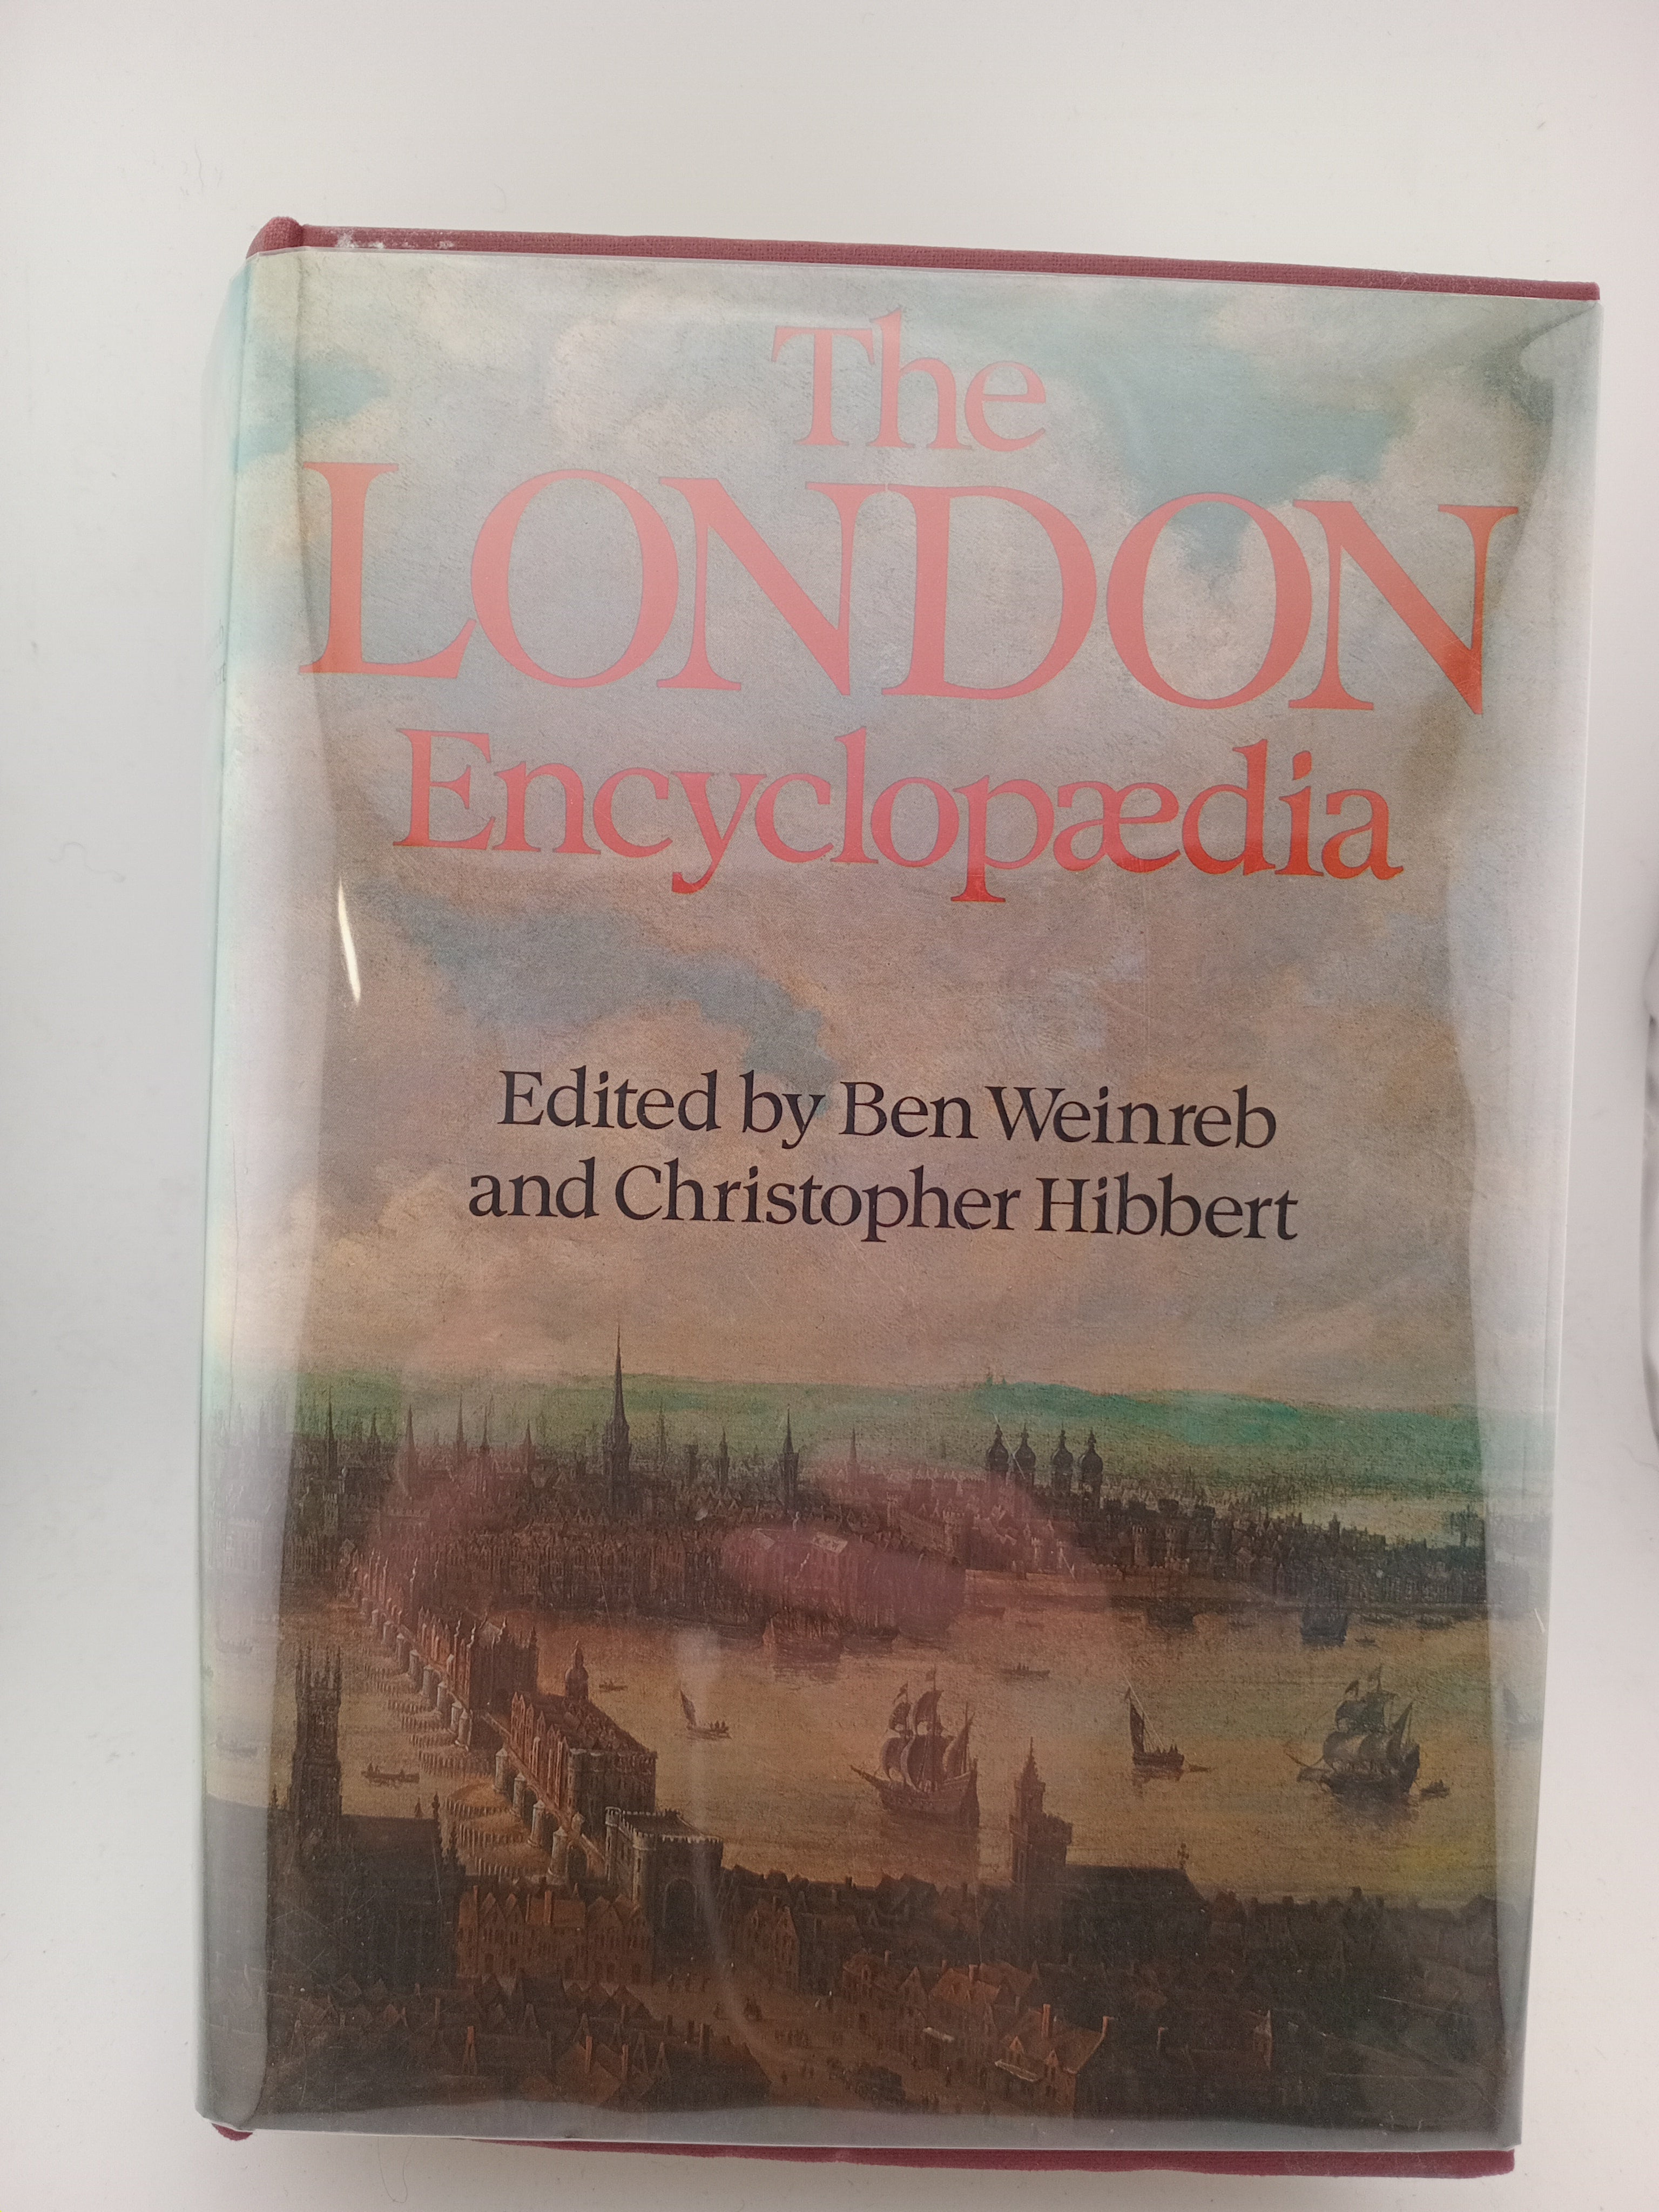 The
LONDON
Encyclopædia
Edited by Ben Weinreb
and Christopher Hibbert